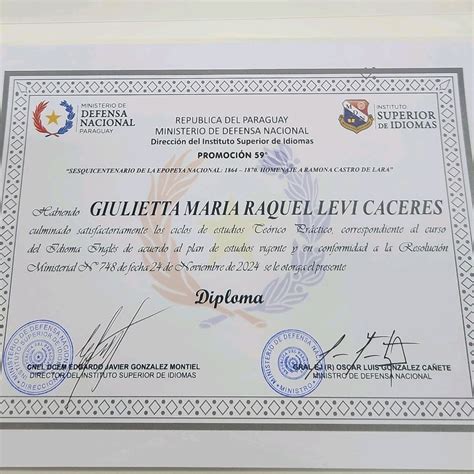 MINISTERIO DE
DEFENSA
NACIONAL
PARAGUAY
REPUBLICA DEL PARAGUAY
MINISTERIO DE DEFENSA NACIONAL
Dirección del Instituto Superior de Idiomas
PROMOCIÓN 59°
INSTITUTO
SUPERIOR
DE IDIOMAS
"SESQUICENTENARIO DE LA EPOPEYA NACIONAL: 1864 - 1870. HOMENAJE A RAMONA CASTRO DE LARA"
Habiendo GIULIETTA MARIA RAQUEL LEVI CACERES
culminado satisfactoriamente los ciclos de estudios Teórico Práctico, correspondiente al curso
del Idioma Inglés de acuerdo al plan de estudios vigente y en conformidad a la Resolución
Ministerial N° 748 de fecha 24 de Noviembre de 2024 se le otorga el presente
Diploma
CNEL DCEM EDGARDO JAVIER GONZALEZ MONTIEL
DIRECTOR DEL INSTITUTO SUPERIOR DE IDIOMAS
GRAL EJ (R) OSCAR LUIS GONZALEZ CAÑETE
MINISTRO DE DEFENSA NACIONAL
MINISTERIO DE DEFENSA NACIONAL
MINISTRO